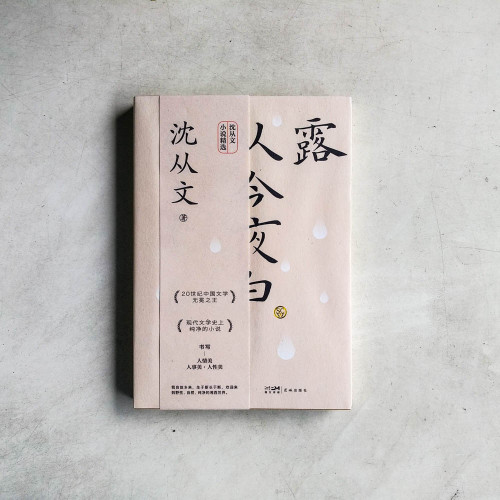 露
从今夜白
沈从文
小说精选
沈从文 著
20世纪中国文学
无冕之王
现代文学史上
纯净的小说
书写
人情美
人事美·人性美